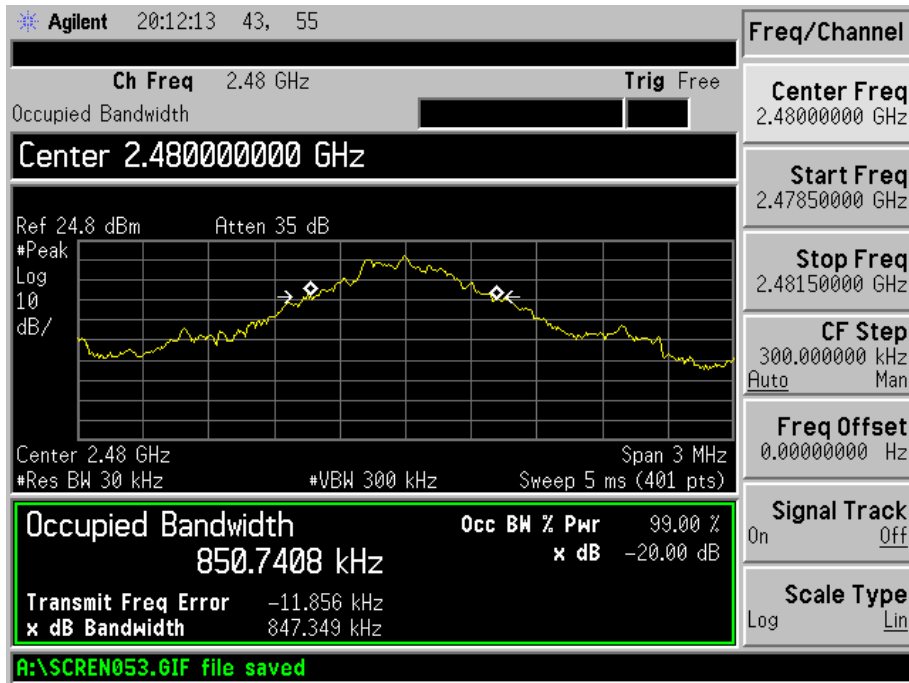 Agilent 20:12:13 43, 55
Ch Freq 2.48 GHz Trig Free
Occupied Bandwidth
Center 2.480000000 GHz
Ref 24.8 dBm Atten 35 dB
#Peak
Log
10
dB/
Center 2.48 GHz Span 3 MHz
#Res BW 30 kHz #VBW 300 kHz Sweep 5 ms (401 pts)
Occupied Bandwidth
850.7408 kHz
Occ BW % Pwr 99.00 %
x dB -20.00 dB
Transmit Freq Error -11.856 kHz
x dB Bandwidth 847.349 kHz
A:\SCREN053.GIF file saved
Freq/Channel
Center Freq
2.48000000 GHz
Start Freq
2.47850000 GHz
Stop Freq
2.48150000 GHz
CF Step
300.000000 kHz
Auto Man
Freq Offset
0.00000000 Hz
Signal Track
On Off
Scale Type
Log Lin